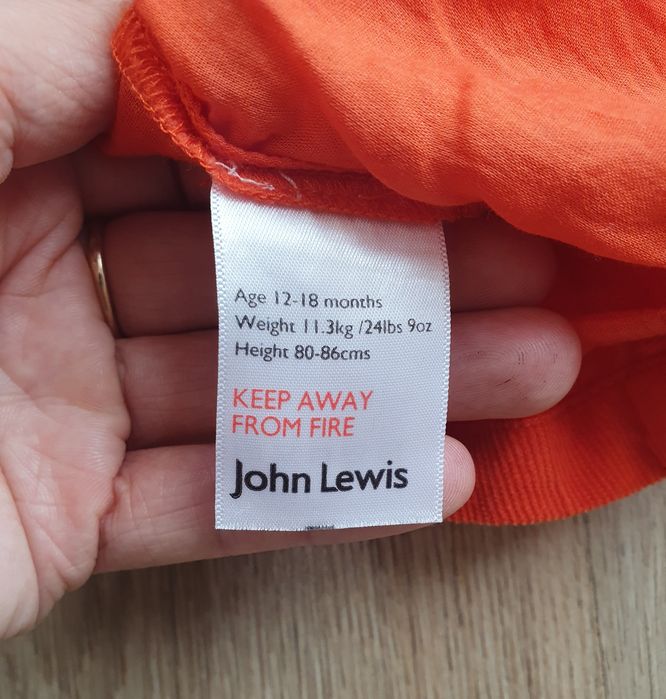 Age 12-18 months
Weight 11.3kg /24lbs 9oz
Height 80-86cms
KEEP AWAY
FROM FIRE
John Lewis